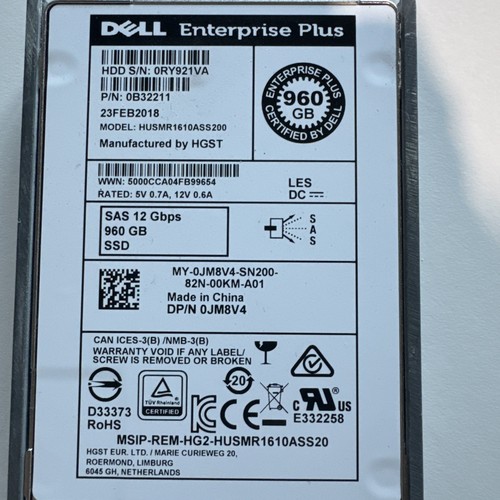 DELL Enterprise Plus
HDD S/N: 0RY921VA
P/N: 0B32211
23FEB2018
MODEL: HUSMR1610ASS200
Manufactured by HGST
ENTERPRISE PLUS
960
GB
CERTIFIED BY DELL
WWN: 5000CCA04FB99654
RATED: 5V 0.7A, 12V 0.6A
LES
DC
SAS 12 Gbps
960 GB
SSD
S
A
S
MY-0JM8V4-SN200-
82N-00KM-A01
Made in China
DP/N 0JM8V4
CAN ICES-3(B) /NMB-3(B)
WARRANTY VOID IF ANY LABEL/
SCREW IS REMOVED OR BROKEN
D33373
RoHS
TÜV Rheinland
CERTIFIED
20
CE
c RU US
E332258
MSIP-REM-HG2-HUSMR1610ASS20
HGST EUR. LTD. / MARIE CURIEWEG 20,
ROERMOND, LIMBURG
6045 GH, NETHERLANDS